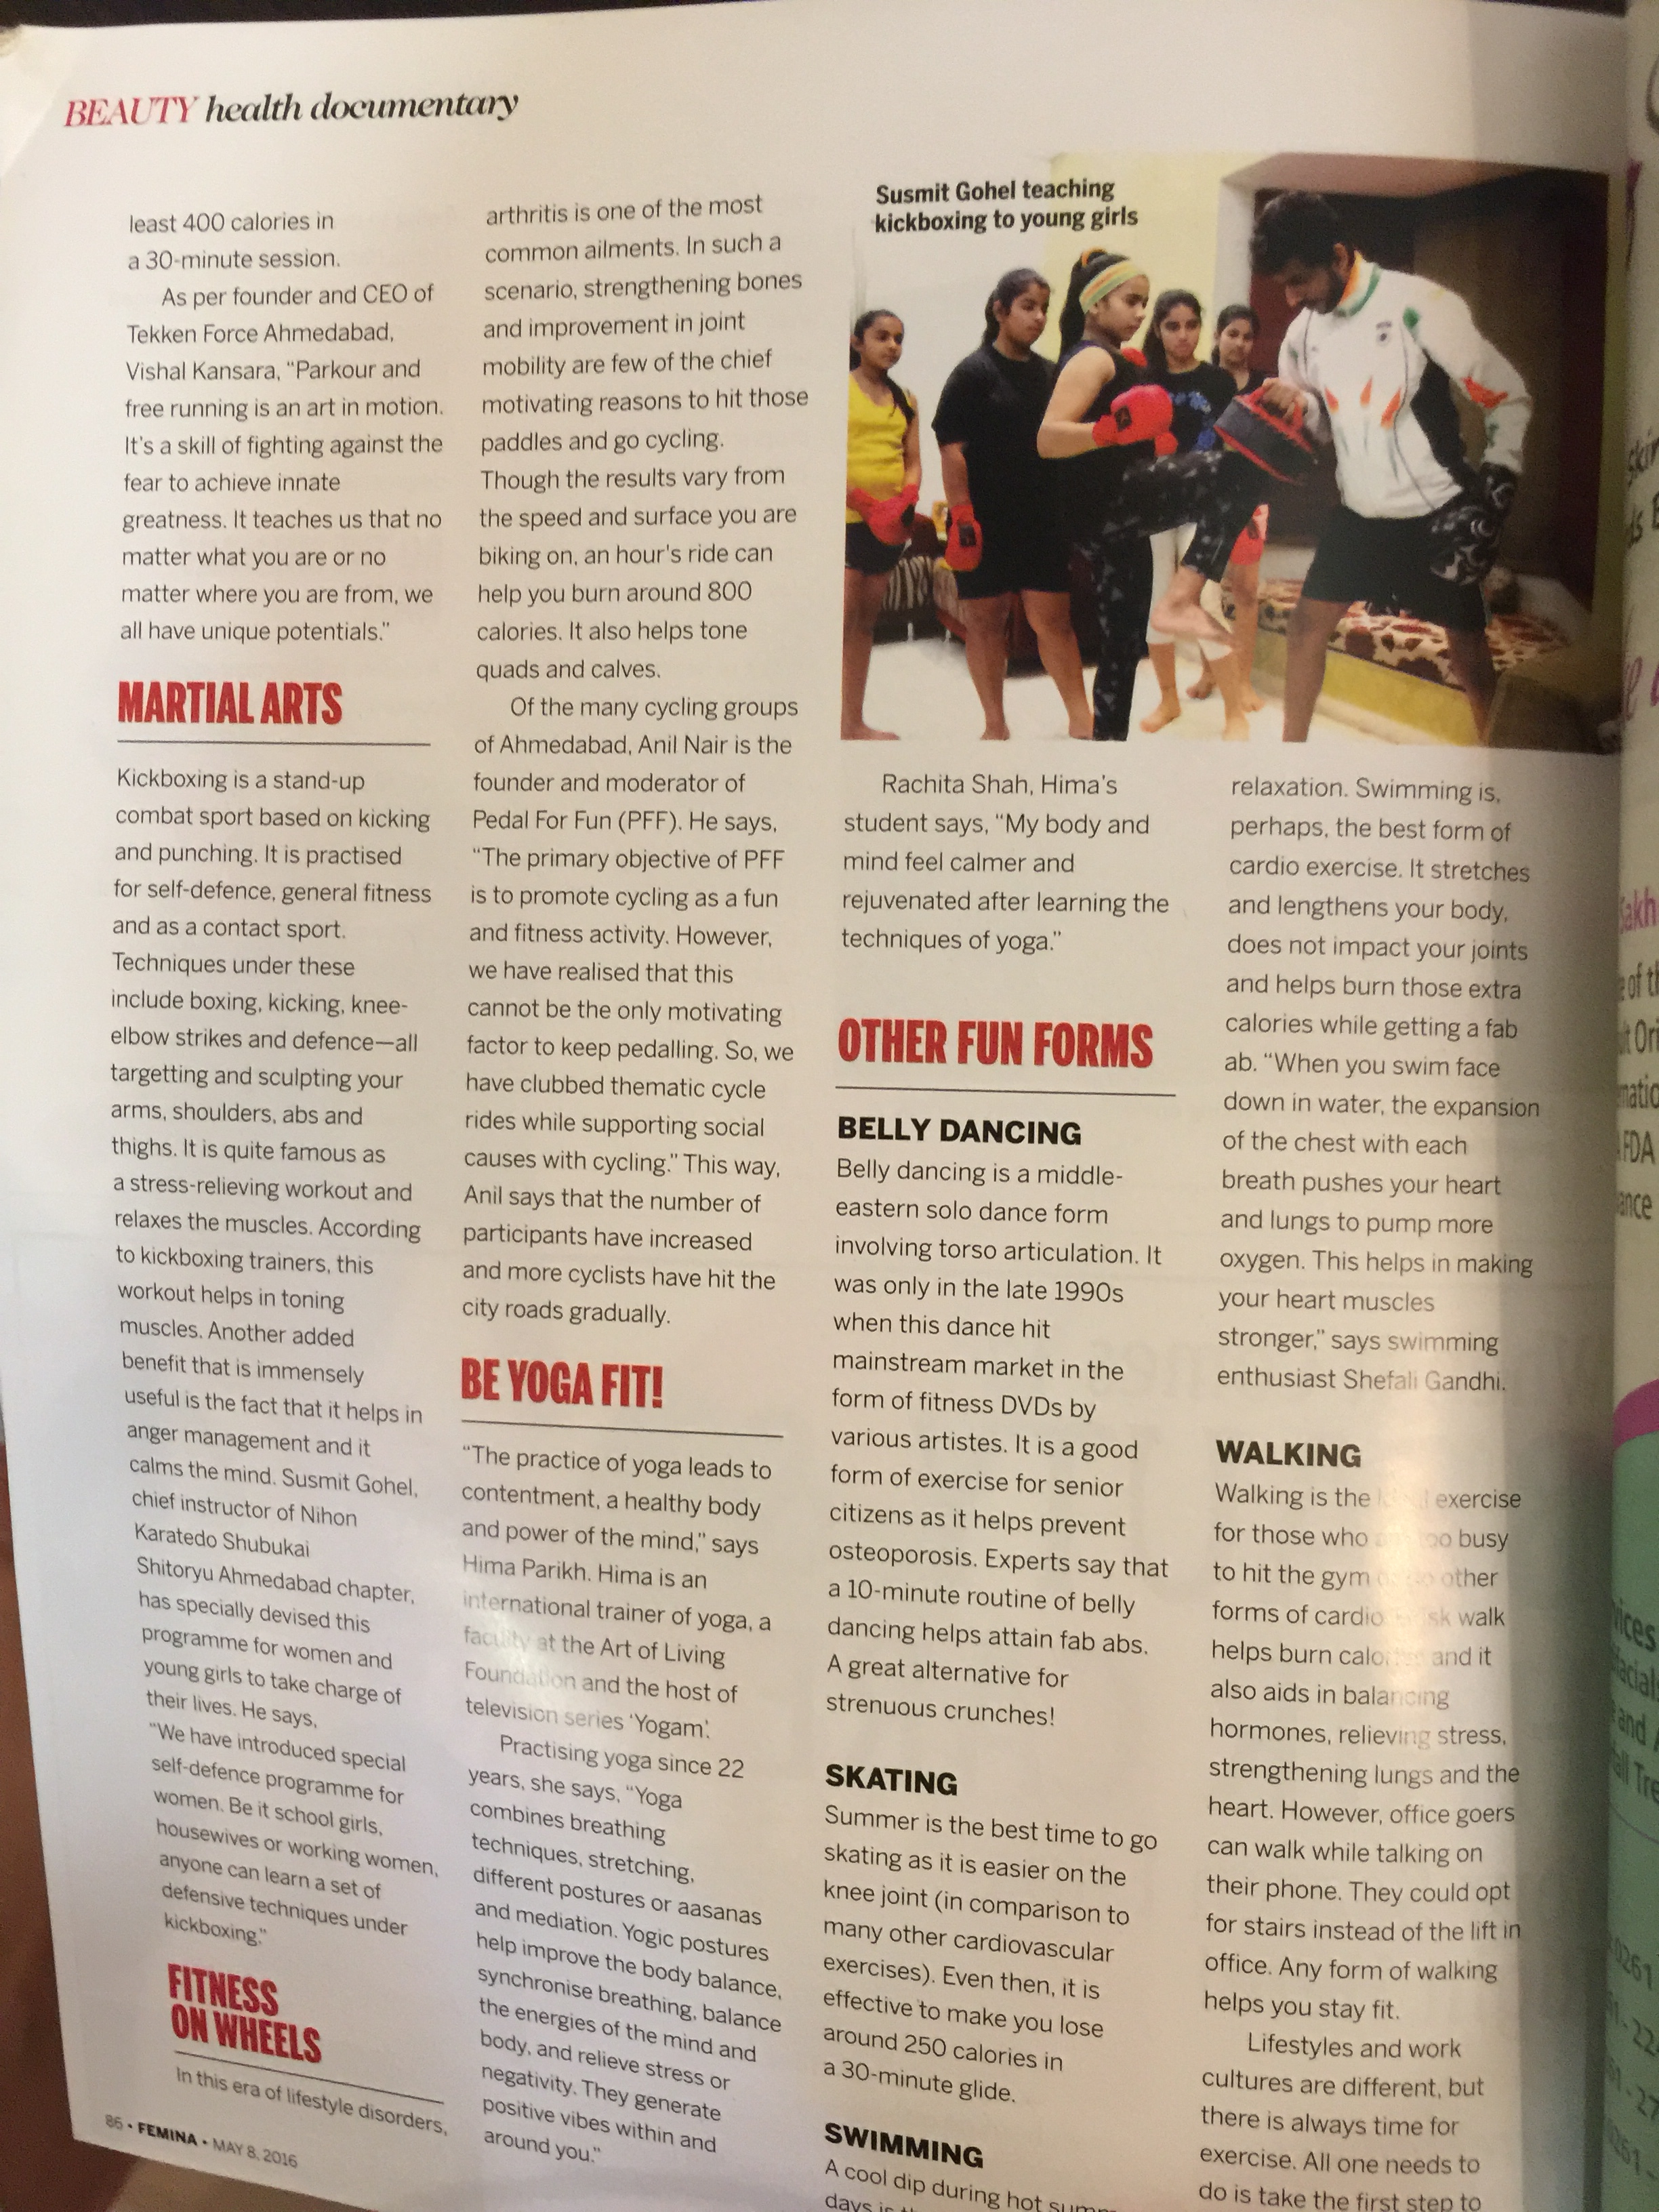 BEAUTY health documentary
least 400 calories in
a 30-minute session.
As per founder and CEO of
Tekken Force Ahmedabad,
Vishal Kansara, “Parkour and
free running is an art in motion.
It's a skill of fighting against the
fear to achieve innate
greatness. It teaches us that no
matter what you are or no
matter where you are from, we
all have unique potentials.”
MARTIAL ARTS
Kickboxing is a stand-up
combat sport based on kicking
and punching. It is practised
for self-defence, general fitness
and as a contact sport.
Techniques under these
include boxing, kicking, knee-
elbow strikes and defence—all
targetting and sculpting your
arms, shoulders, abs and
thighs. It is quite famous as
a stress-relieving workout and
relaxes the muscles. According
to kickboxing trainers, this
workout helps in toning
muscles. Another added
benefit that is immensely
useful is the fact that it helps in
anger management and it
calms the mind. Susmit Gohel,
chief instructor of Nihon
Karatedo Shubukai
Shitoryu Ahmedabad chapter,
has specially devised this
programme for women and
young girls to take charge of
their lives. He says,
“We have introduced special
self-defence programme for
women. Be it school girls,
housewives or working women,
anyone can learn a set of
defensive techniques under
kickboxing.”
FITNESS
ON WHEELS
In this era of lifestyle disorders,
arthritis is one of the most
common ailments. In such a
scenario, strengthening bones
and improvement in joint
mobility are few of the chief
motivating reasons to hit those
paddles and go cycling.
Though the results vary from
the speed and surface you are
biking on, an hour's ride can
help you burn around 800
calories. It also helps tone
quads and calves.
Of the many cycling groups
of Ahmedabad, Anil Nair is the
founder and moderator of
Pedal For Fun (PFF). He says,
“The primary objective of PFF
is to promote cycling as a fun
and fitness activity. However,
we have realised that this
cannot be the only motivating
factor to keep pedalling. So, we
have clubbed thematic cycle
rides while supporting social
causes with cycling.” This way,
Anil says that the number of
participants have increased
and more cyclists have hit the
city roads gradually.
BE YOGA FIT!
“The practice of yoga leads to
contentment, a healthy body
and power of the mind,” says
Hima Parikh. Hima is an
international trainer of yoga, a
faculty at the Art of Living
Foundation and the host of
television series ‘Yogam’.
Practising yoga since 22
years, she says, “Yoga
combines breathing
techniques, stretching,
different postures or aasanas
and mediation. Yogic postures
help improve the body balance,
synchronise breathing, balance
the energies of the mind and
body, and relieve stress or
negativity. They generate
positive vibes within and
around you.”
Susmit Gohel teaching
kickboxing to young girls
Rachita Shah, Hima's
student says, “My body and
mind feel calmer and
rejuvenated after learning the
techniques of yoga.”
OTHER FUN FORMS
BELLY DANCING
Belly dancing is a middle-
eastern solo dance form
involving torso articulation. It
was only in the late 1990s
when this dance hit
mainstream market in the
form of fitness DVDs by
various artistes. It is a good
form of exercise for senior
citizens as it helps prevent
osteoporosis. Experts say that
a 10-minute routine of belly
dancing helps attain fab abs.
A great alternative for
strenuous crunches!
SKATING
Summer is the best time to go
skating as it is easier on the
knee joint (in comparison to
many other cardiovascular
exercises). Even then, it is
effective to make you lose
around 250 calories in
a 30-minute glide.
SWIMMING
A cool dip during hot
days is
relaxation. Swimming is,
perhaps, the best form of
cardio exercise. It stretches
and lengthens your body,
does not impact your joints
and helps burn those extra
calories while getting a fab
ab. “When you swim face
down in water, the expansion
of the chest with each
breath pushes your heart
and lungs to pump more
oxygen. This helps in making
your heart muscles
stronger,” says swimming
enthusiast Shefali Gandhi.
WALKING
Walking is the exercise
for those who busy
to hit the gym other
forms of cardio walk
helps burn and it
also aids in balancing
hormones, relieving stress,
strengthening lungs and the
heart. However, office goers
can walk while talking on
their phone. They could opt
for stairs instead of the lift in
office. Any form of walking
helps you stay fit.
Lifestyles and work
cultures are different, but
there is always time for
exercise. All one needs to
do is take the first step to
86 • FEMINA • MAY 8, 2016